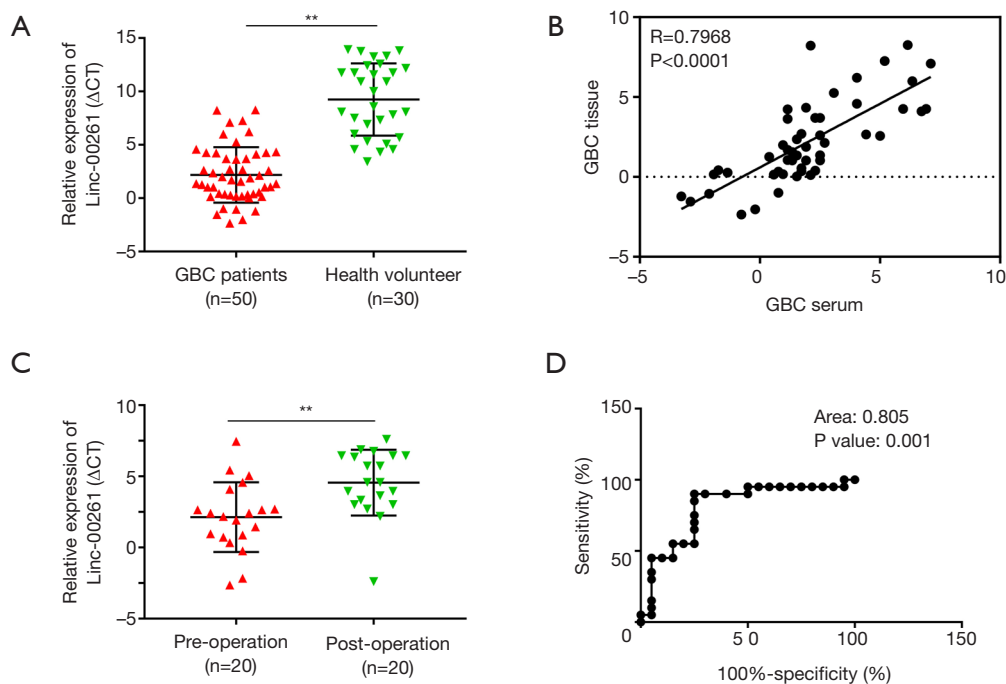 A
Relative expression of
Linc-00261 (ΔCT)
**
15
10
5
0
–5
GBC patients
(n=50)
Health volunteer
(n=30)
B
R=0.7968
P<0.0001
GBC tissue
10
5
0
–5
–5
0
5
10
GBC serum
C
Relative expression of
Linc-00261 (ΔCT)
**
10
5
0
–5
Pre-operation
(n=20)
Post-operation
(n=20)
D
Area: 0.805
P value: 0.001
Sensitivity (%)
150
100
50
0
5 0
100
150
100%-specificity (%)